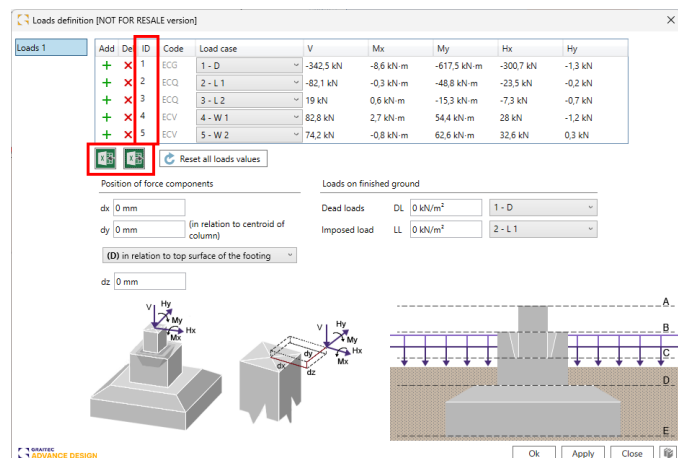 Loads definition [NOT FOR RESALE version]
Loads 1
Add Del ID Code Load case V Mx My Hx Hy
1 ECG 1 - D -342,5 kN -8,6 kN·m -617,5 kN·m -300,7 kN -1,3 kN
2 ECQ 2 - L 1 -82,1 kN -0,3 kN·m -48,8 kN·m -23,5 kN -0,2 kN
3 ECQ 3 - L 2 19 kN 0,6 kN·m -15,3 kN·m -7,3 kN -0,7 kN
4 ECV 4 - W 1 82,8 kN 2,7 kN·m 54,4 kN·m 28 kN -1,2 kN
5 ECV 5 - W 2 74,2 kN -0,8 kN·m 62,6 kN·m 32,6 kN 0,3 kN
Reset all loads values
Position of force components
Loads on finished ground
dx 0 mm
Dead loads DL 0 kN/m² 1 - D
dy 0 mm (in relation to centroid of
column)
Imposed load LL 0 kN/m² 2 - L 1
(D) in relation to top surface of the footing
dz 0 mm
V Hy
My
Hx
Mx
V Hy
My
Hx
Mx
dy
dx
dz
A
B
C
D
E
GRAITEC
ADVANCE DESIGN
Ok Apply Close